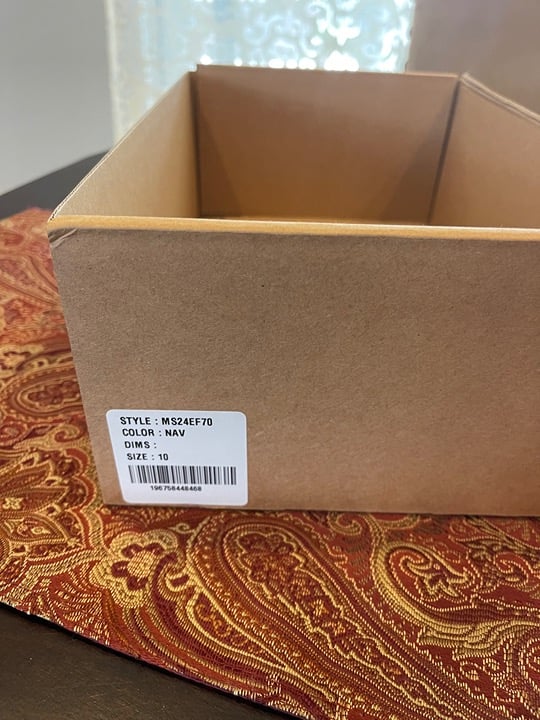 STYLE : MS24EF70
COLOR : NAV
DIMS :
SIZE : 10
196758448468